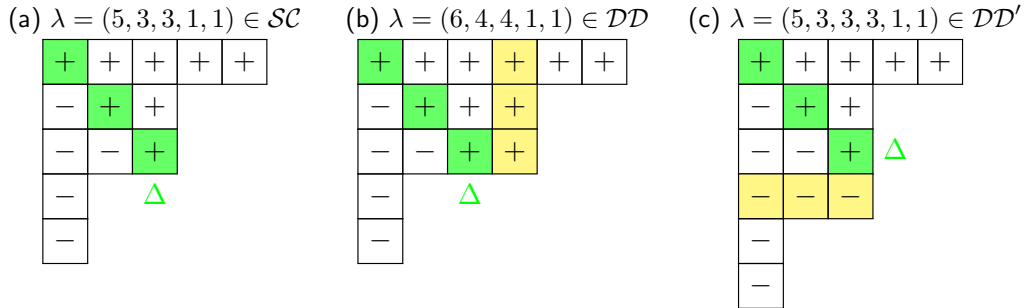 (a) λ = (5, 3, 3, 1, 1) ∈ 𝒮𝒞 (b) λ = (6, 4, 4, 1, 1) ∈ 𝒟𝒟 (c) λ = (5, 3, 3, 3, 1, 1) ∈ 𝒟𝒟′
+ + + + + + + + + + + + + + + +
− + + − + + + − + +
− − + − − + + − − + Δ
− Δ − Δ − − −
− − −
−